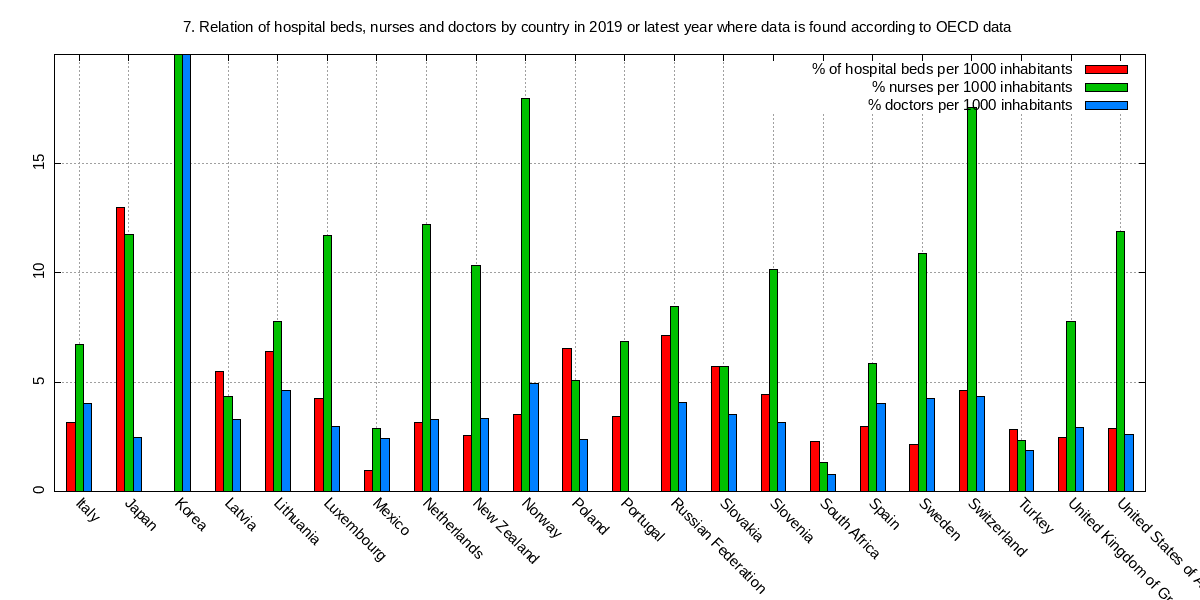 7. Relation of hospital beds, nurses and doctors by country in 2019 or latest year where data is found according to OECD data
% of hospital beds per 1000 inhabitants
% nurses per 1000 inhabitants
% doctors per 1000 inhabitants
15
10
5
0
Italy
Japan
Korea
Latvia
Lithuania
Luxembourg
Mexico
Netherlands
New Zealand
Norway
Poland
Portugal
Russian Federation
Slovakia
Slovenia
South Africa
Spain
Sweden
Switzerland
Turkey
United Kingdom of Gr
United States of A